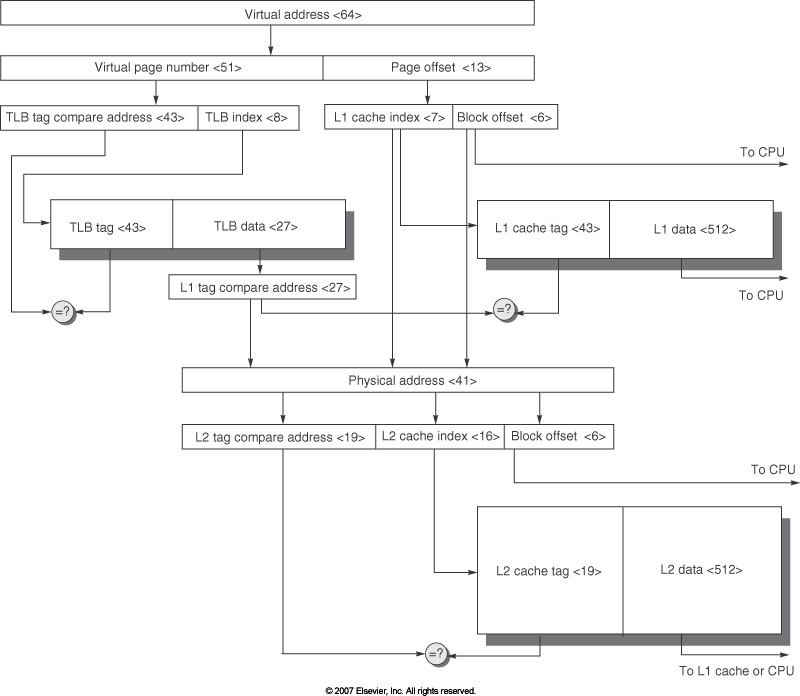 Virtual address <64>
Virtual page number <51>
Page offset <13>
TLB tag compare address <43>
TLB index <8>
L1 cache index <7>
Block offset <6>
To CPU
TLB tag <43>
TLB data <27>
L1 cache tag <43>
L1 data <512>
L1 tag compare address <27>
To CPU
=?
=?
Physical address <41>
L2 tag compare address <19>
L2 cache index <16>
Block offset <6>
To CPU
L2 cache tag <19>
L2 data <512>
=?
To L1 cache or CPU
© 2007 Elsevier, Inc. All rights reserved.